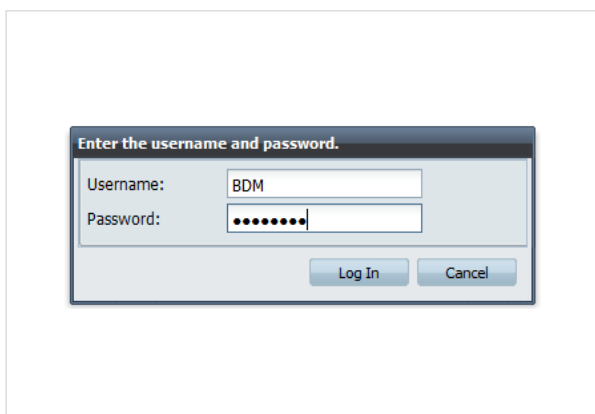 Enter the username and password.
Username: BDM
Password: ●●●●●●●●
Log In Cancel